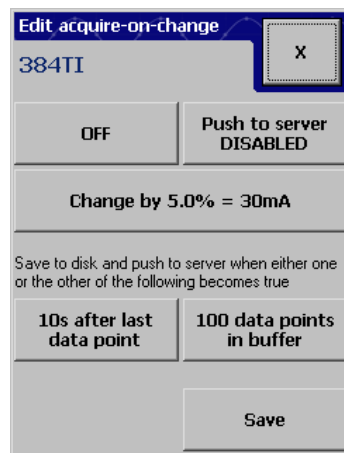 Edit acquire-on-change
X
384TI
OFF
Push to server
DISABLED
Change by 5.0% = 30mA
Save to disk and push to server when either one
or the other of the following becomes true
10s after last
data point
100 data points
in buffer
Save